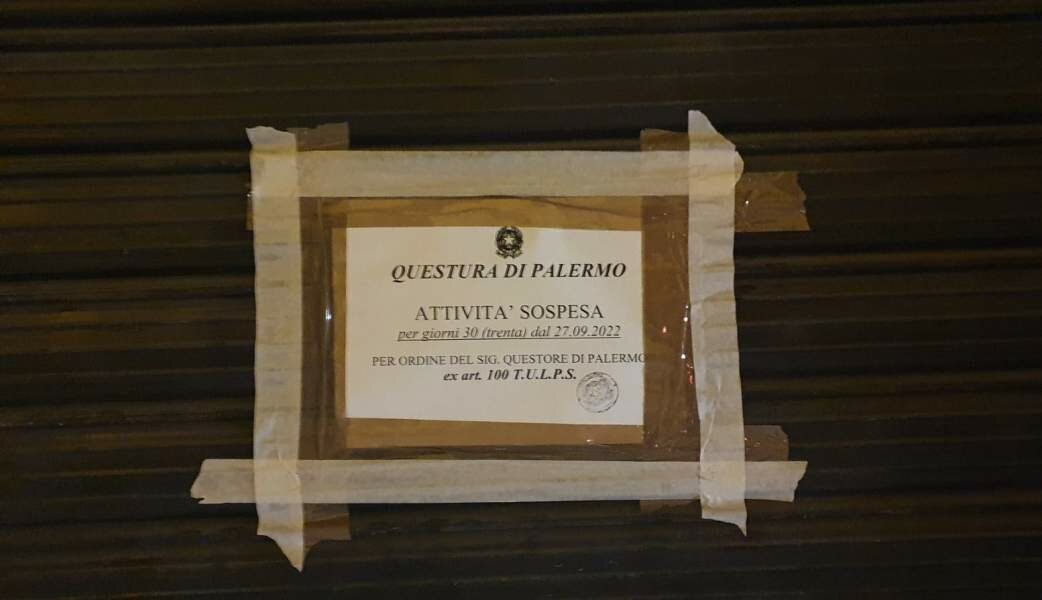 QUESTURA DI PALERMO
ATTIVITA' SOSPESA
per giorni 30 (trenta) dal 27.09.2022
PER ORDINE DEL SIG. QUESTORE DI PALERMO
ex art. 100 T.U.L.P.S.